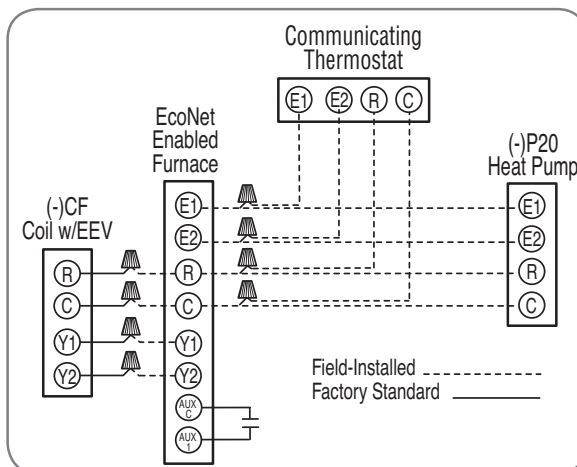 Communicating
Thermostat
E1 E2 R C
EcoNet
Enabled
Furnace
(-)P20
Heat Pump
(-)CF
Coil w/EEV
R
C
Y1
Y2
E1
E2
R
C
Y1
Y2
AUX
C
AUX
1
E1
E2
R
C
Field-Installed
Factory Standard